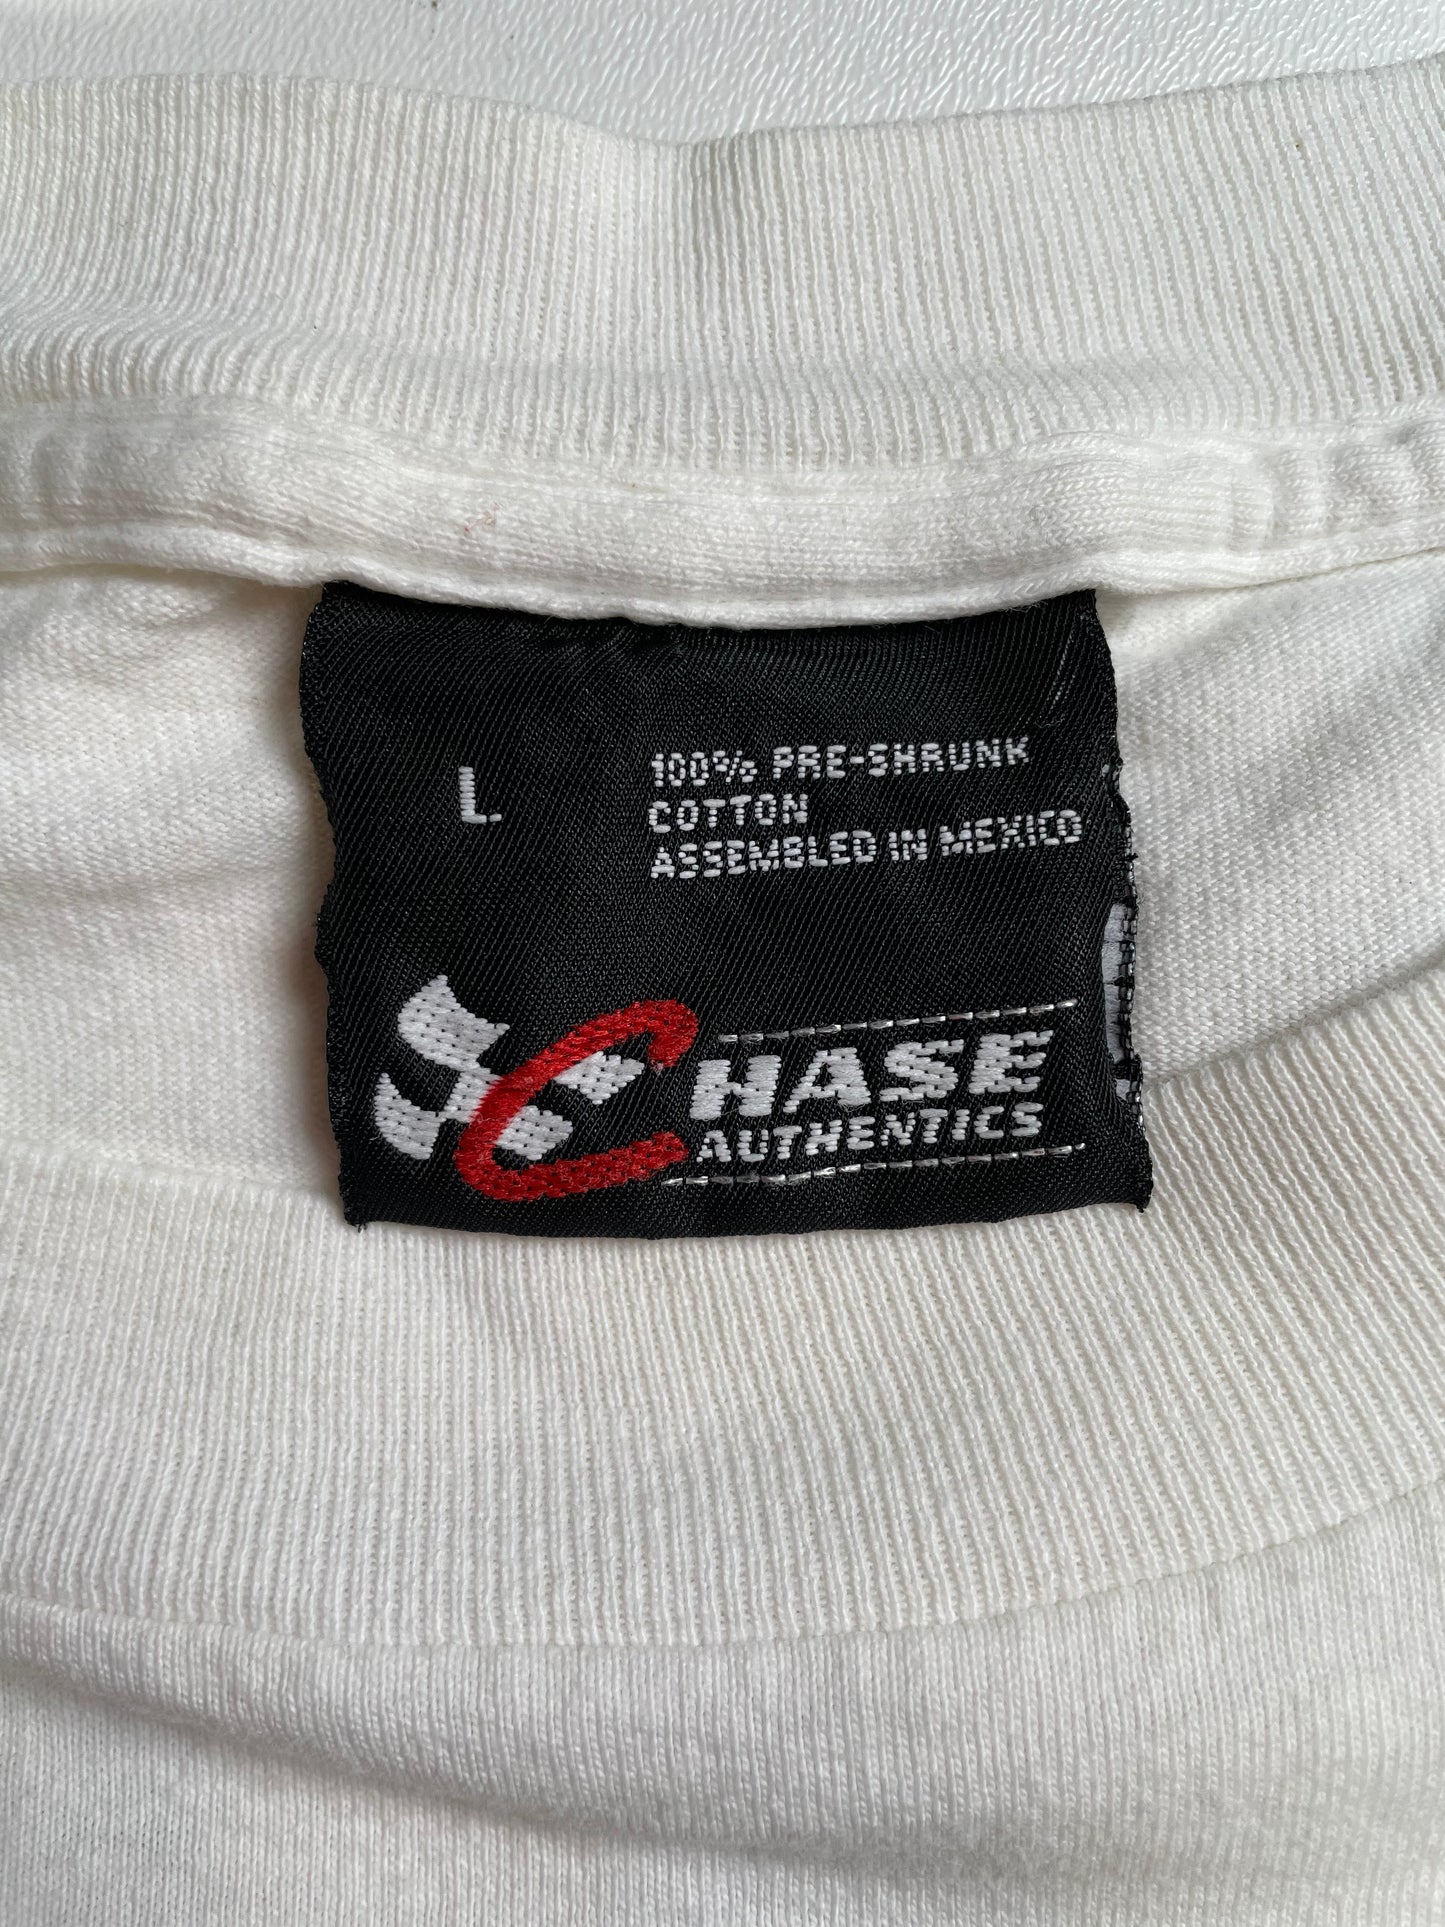 L
100% PRE-SHRUNK
COTTON
ASSEMBLED IN MEXICO
CHASE
AUTHENTICS